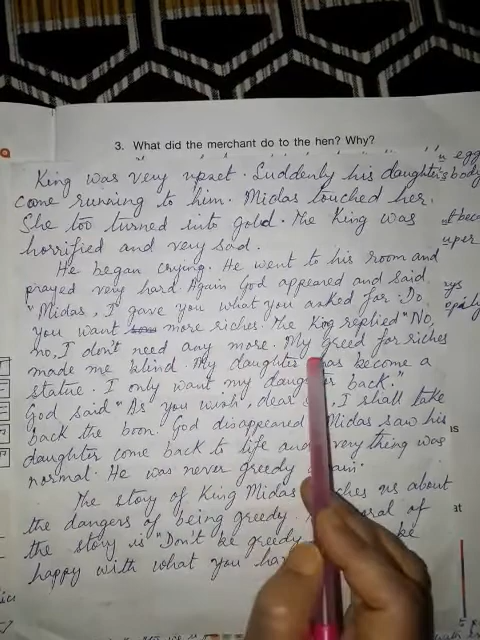 3. What did the merchant do to the hen? Why?
n egg
King was very upset. Suddenly his daughter's body
came running to him. Midas touched her.
She too turned into gold. The King was
horrified and very sad.
uper
He began crying. He went to his room and
prayed very hard. Again God appeared and said
"Midas, I gave you what you asked for. Do
you want more riches. The King replied "No,
no, I don't need any more. My greed for riches
made me blind. My daughter has become a
statue. I only want my daughter back."
God said "As you wish, dear, I shall take
back the boon. God disappeared Midas saw his
daughter come back to life and everything was
is
normal. He was never greedy again.
The story of King Midas teaches us about
the dangers of being greedy. moral of
the story is "Don't be greedy
happy with what you ha